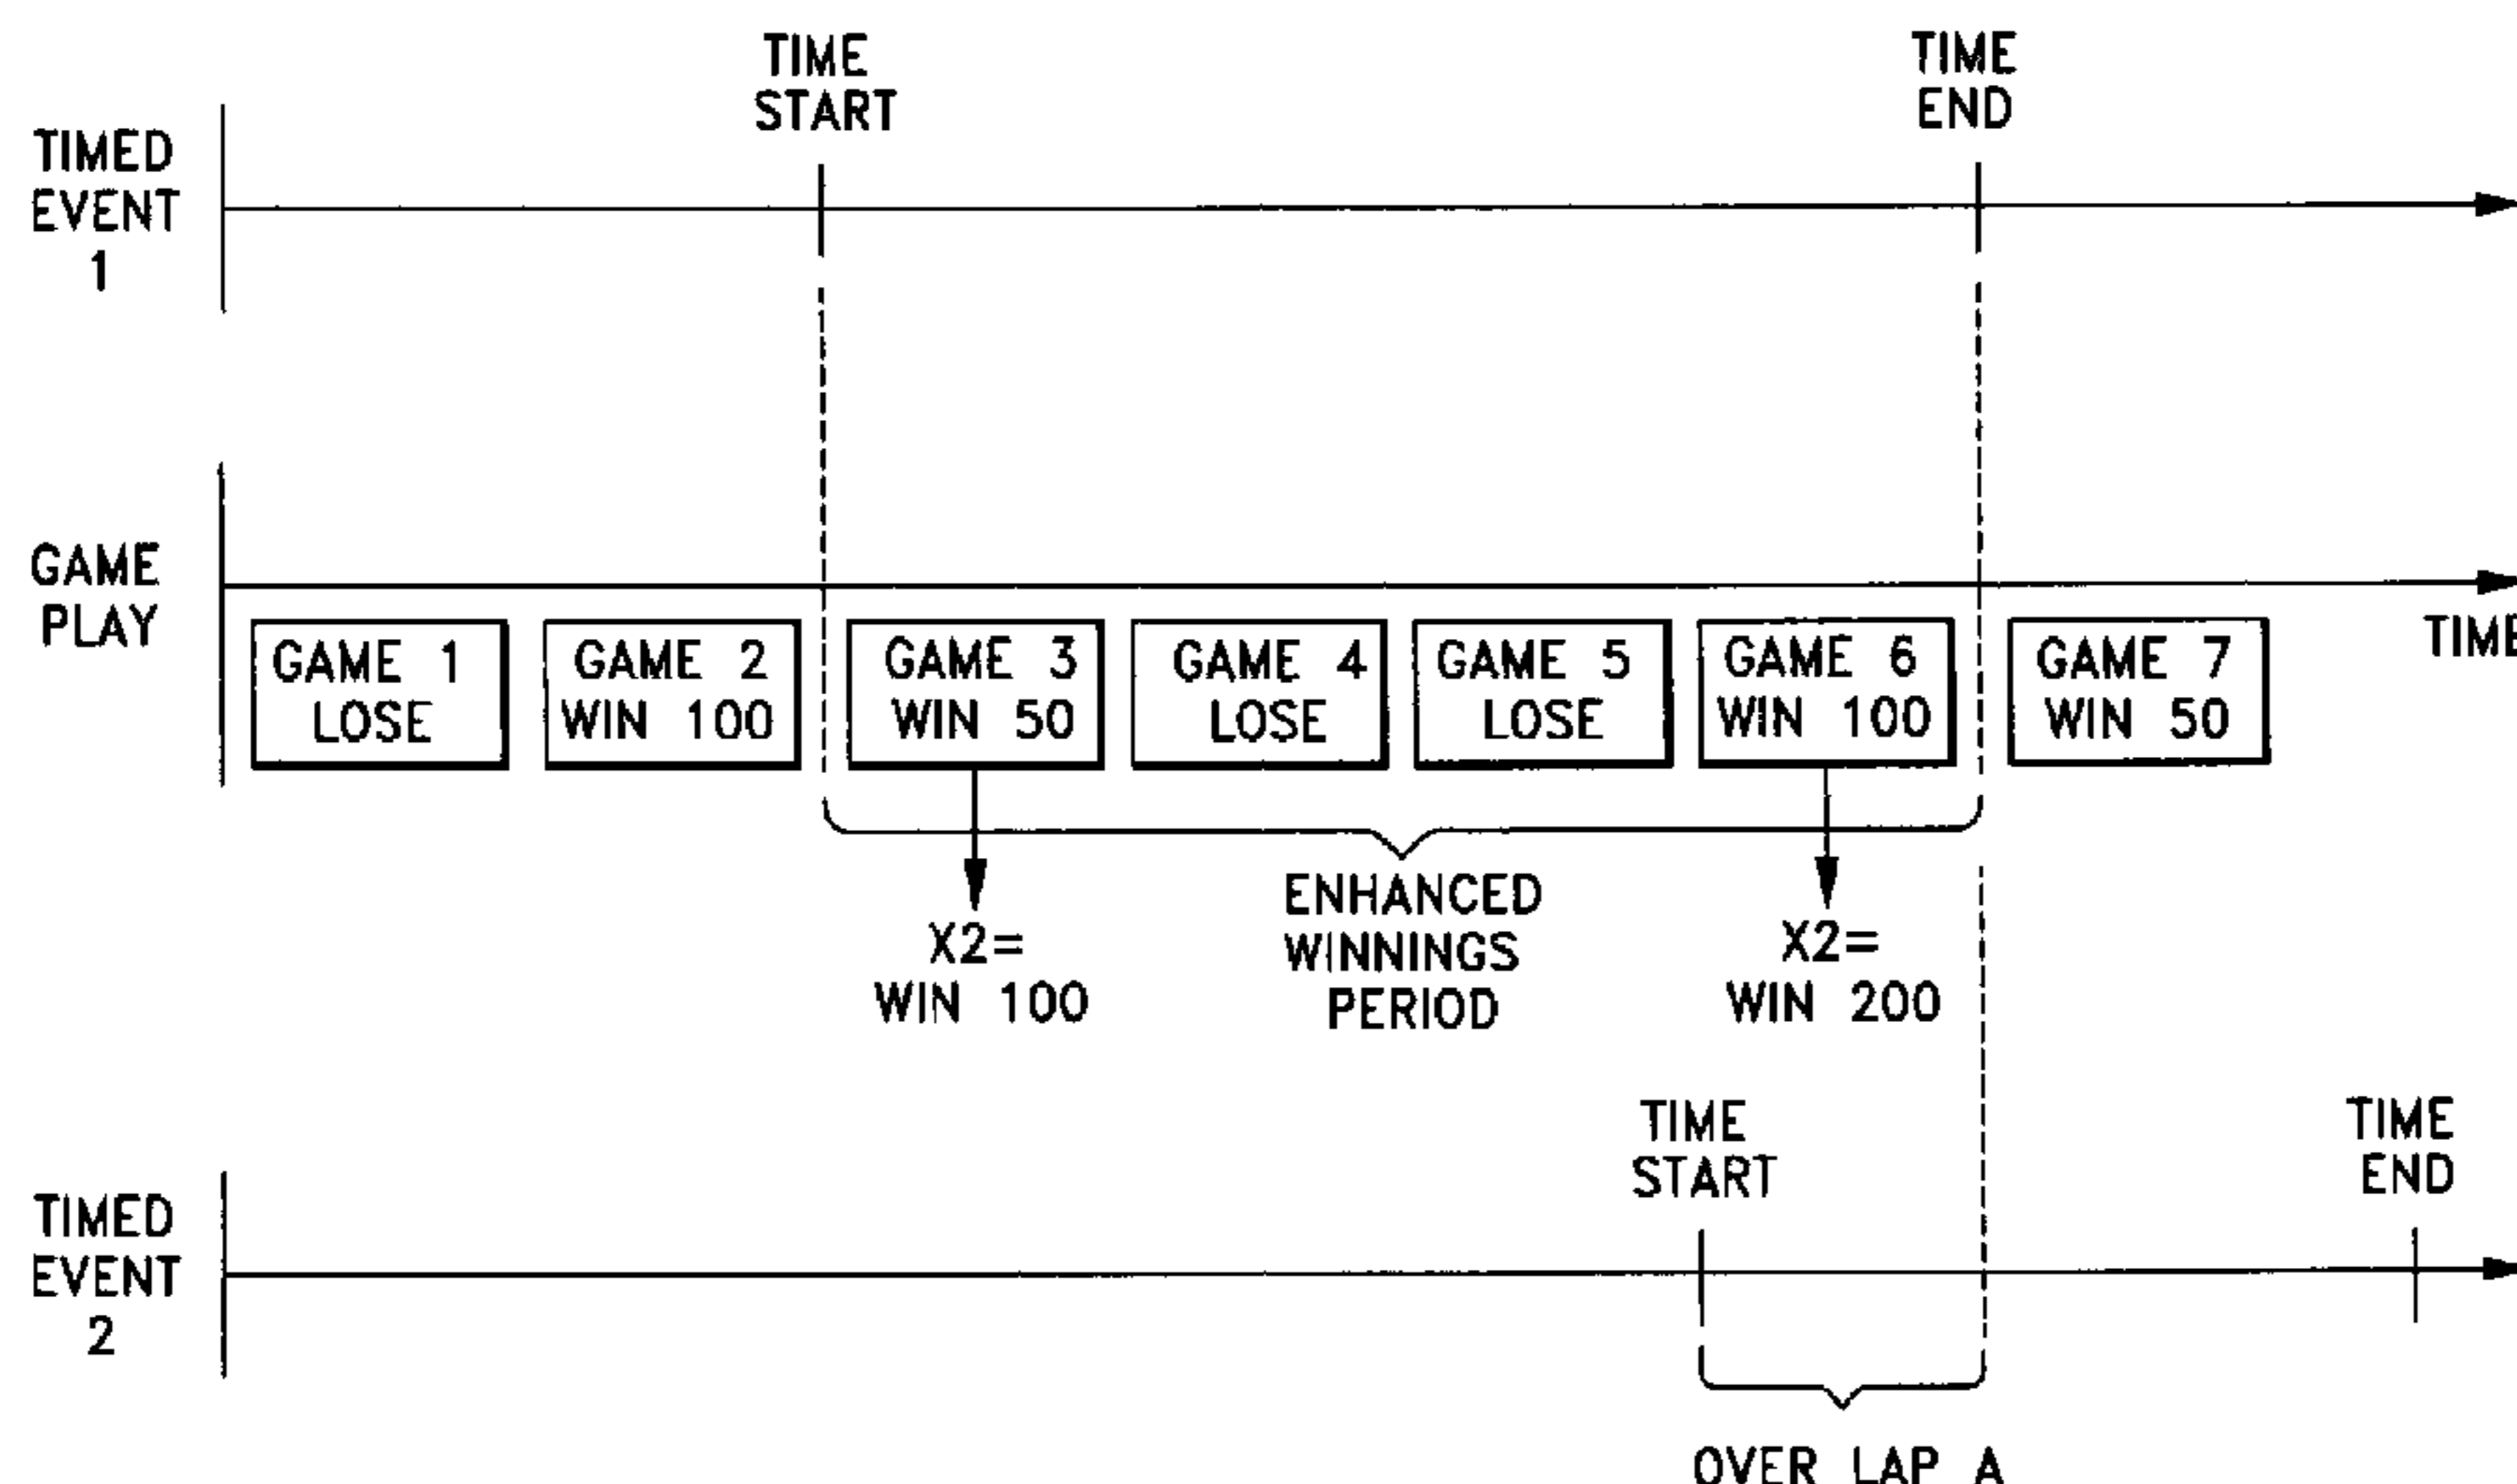 TIME
START
TIME
END
TIMED
EVENT
1
GAME
PLAY
TIME
GAME 1
LOSE
GAME 2
WIN 100
GAME 3
WIN 50
GAME 4
LOSE
GAME 5
LOSE
GAME 6
WIN 100
GAME 7
WIN 50
X2=
WIN 100
ENHANCED
WINNINGS
PERIOD
X2=
WIN 200
TIME
START
TIME
END
TIMED
EVENT
2
OVER LAP A